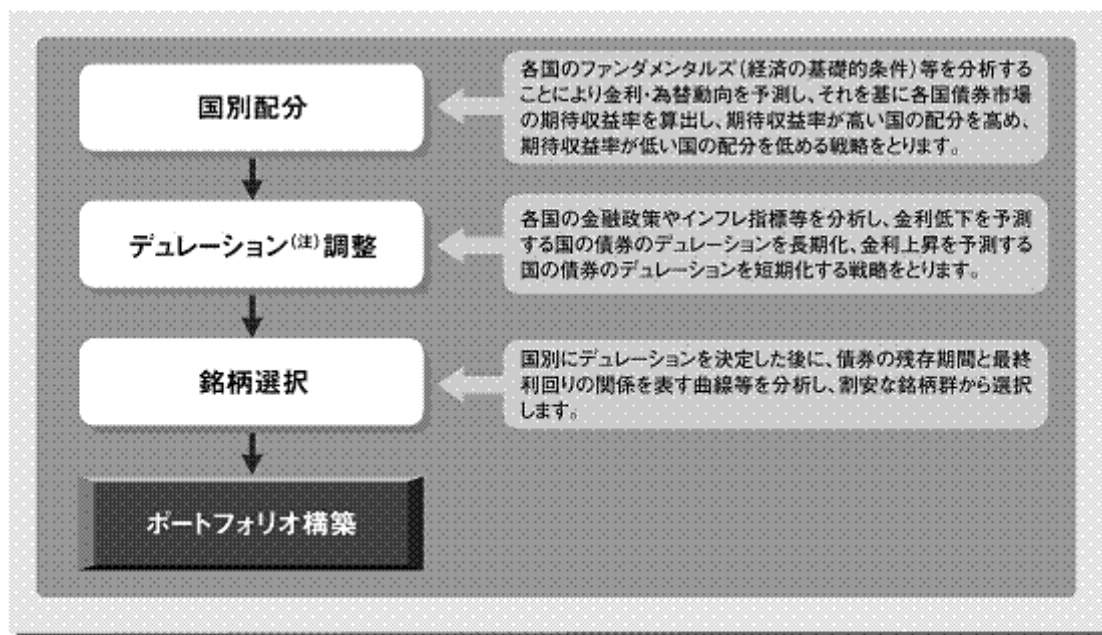 国別配分
各国のファンダメンタルズ(経済の基礎的条件)等を分析する
ことにより金利・為替動向を予測し、それを基に各国債券市場
の期待収益率を算出し、期待収益率が高い国の配分を高め、
期待収益率が低い国の配分を低める戦略をとります。
デュレーション(注)調整
各国の金融政策やインフレ指標等を分析し、金利低下を予測
する国の債券のデュレーションを長期化、金利上昇を予測する
国の債券のデュレーションを短期化する戦略をとります。
銘柄選択
国別にデュレーションを決定した後に、債券の残存期間と最終
利回りの関係を表す曲線等を分析し、割安な銘柄群から選択
します。
ポートフォリオ構築